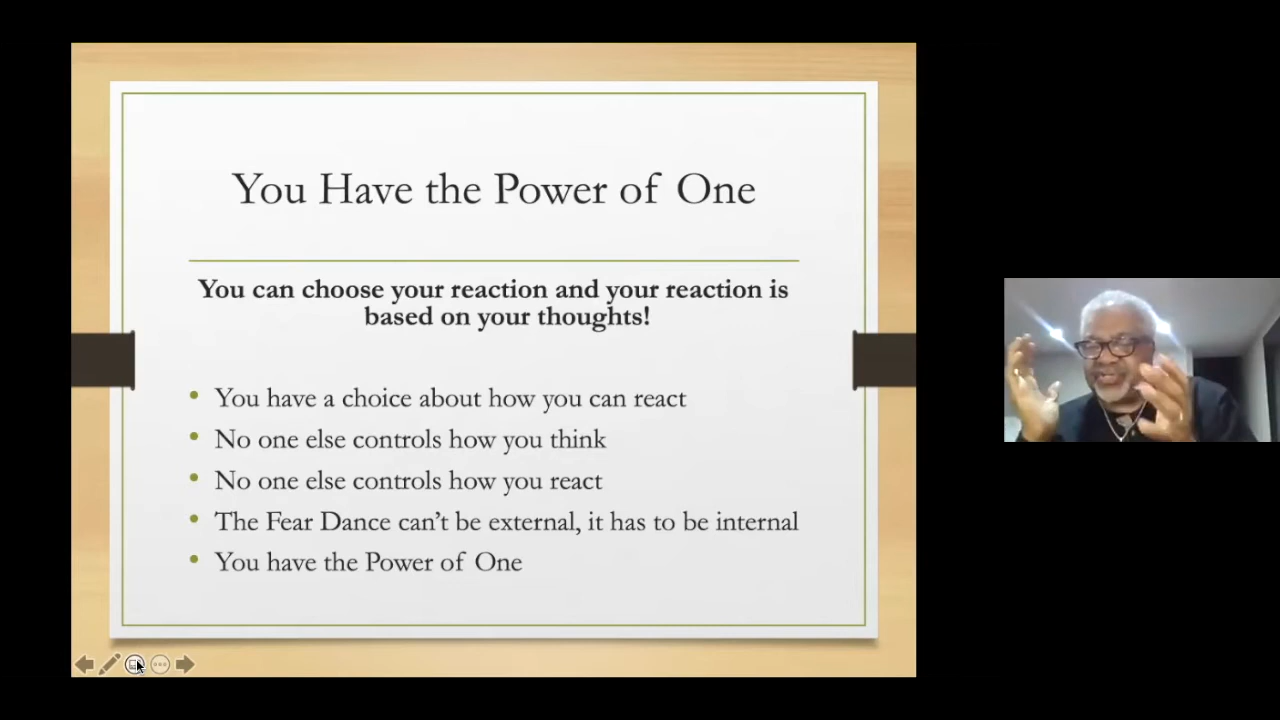 You Have the Power of One
You can choose your reaction and your reaction is
based on your thoughts!
• You have a choice about how you can react
• No one else controls how you think
• No one else controls how you react
• The Fear Dance can’t be external, it has to be internal
• You have the Power of One